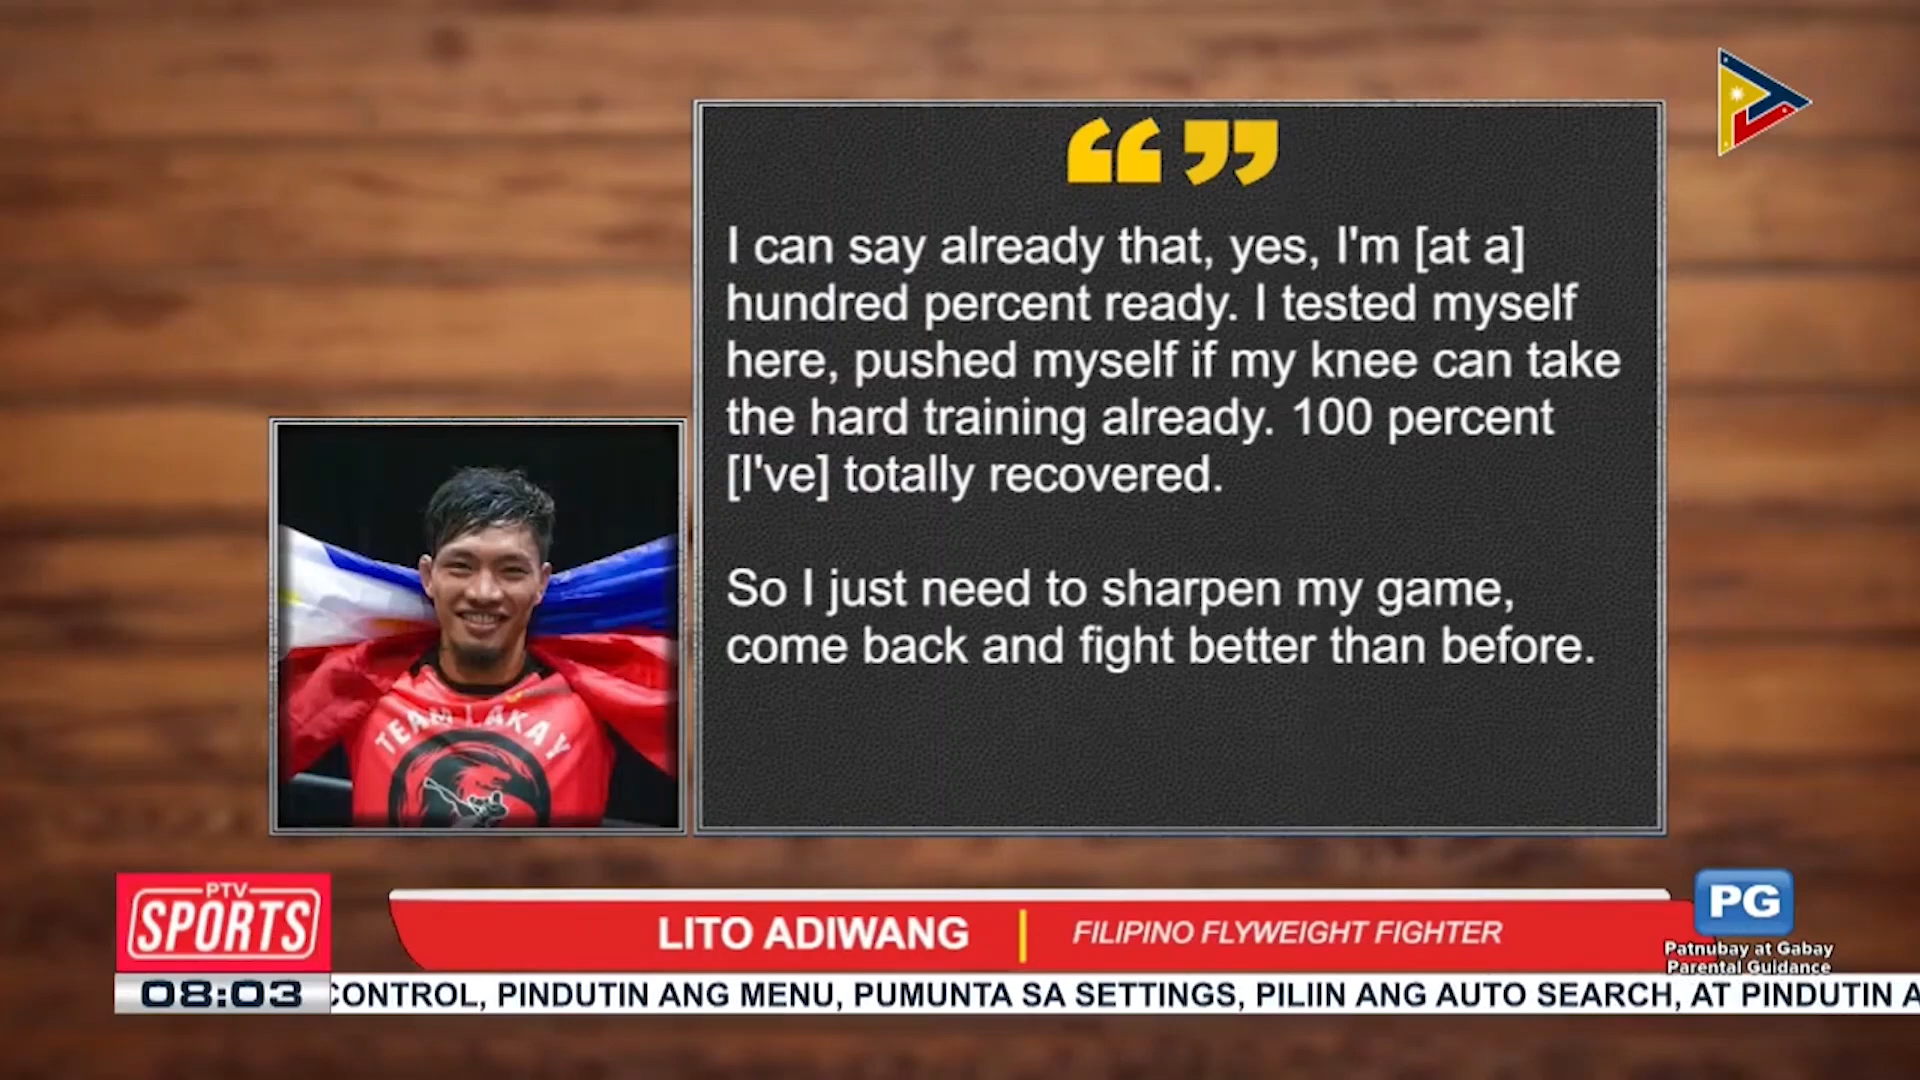 I can say already that, yes, I'm [at a]
hundred percent ready. I tested myself
here, pushed myself if my knee can take
the hard training already. 100 percent
[I've] totally recovered.
So I just need to sharpen my game,
come back and fight better than before.
TEAM LAKAY
PTV
SPORTS
LITO ADIWANG
FILIPINO FLYWEIGHT FIGHTER
PG
Patnubay at Gabay
Parental Guidance
08:03
CONTROL, PINDUTIN ANG MENU, PUMUNTA SA SETTINGS, PILIIN ANG AUTO SEARCH, AT PINDUTIN A